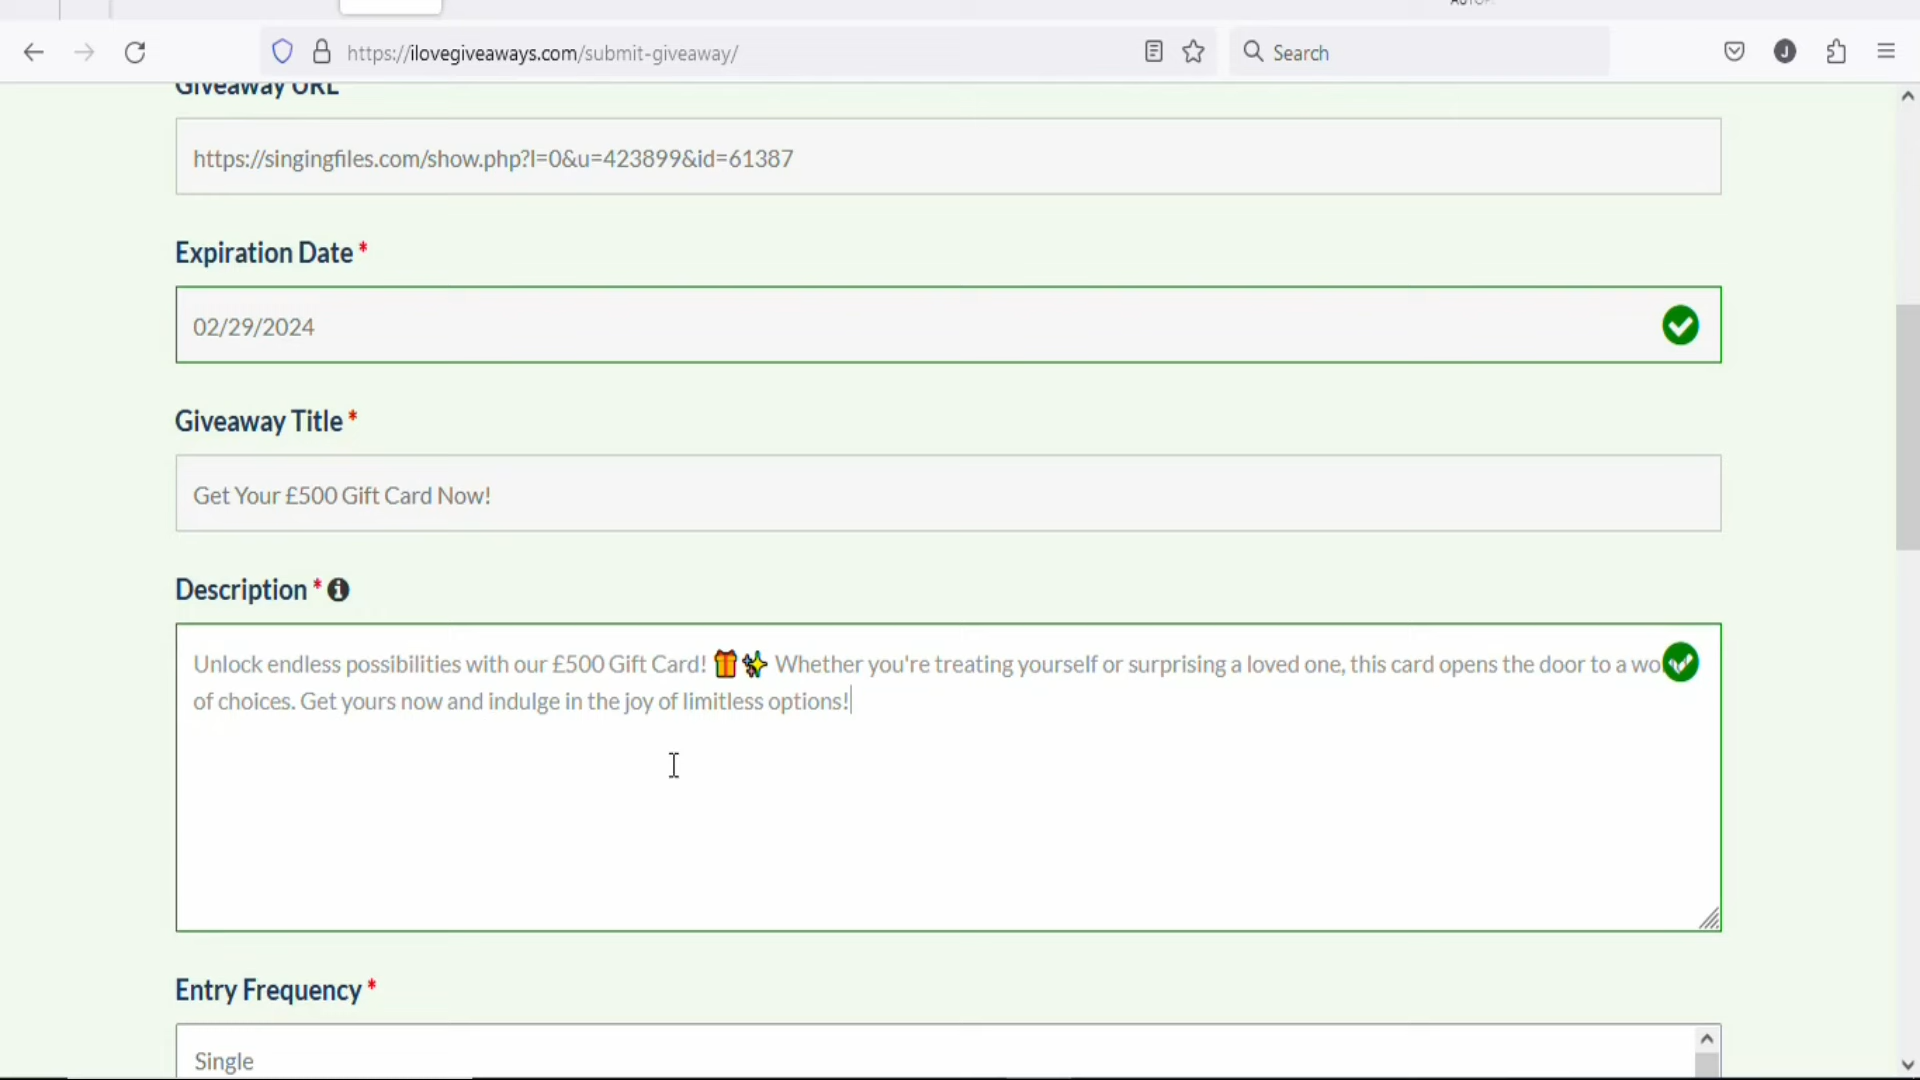 https://ilovegiveaways.com/submit-giveaway/
Search
J
Giveaway URL
https://singingfiles.com/show.php?l=0&u=423899&id=61387
Expiration Date *
02/29/2024
Giveaway Title *
Get Your £500 Gift Card Now!
Description *
Unlock endless possibilities with our £500 Gift Card! 🎁✨ Whether you're treating yourself or surprising a loved one, this card opens the door to a
of choices. Get yours now and indulge in the joy of limitless options!
Entry Frequency *
Single